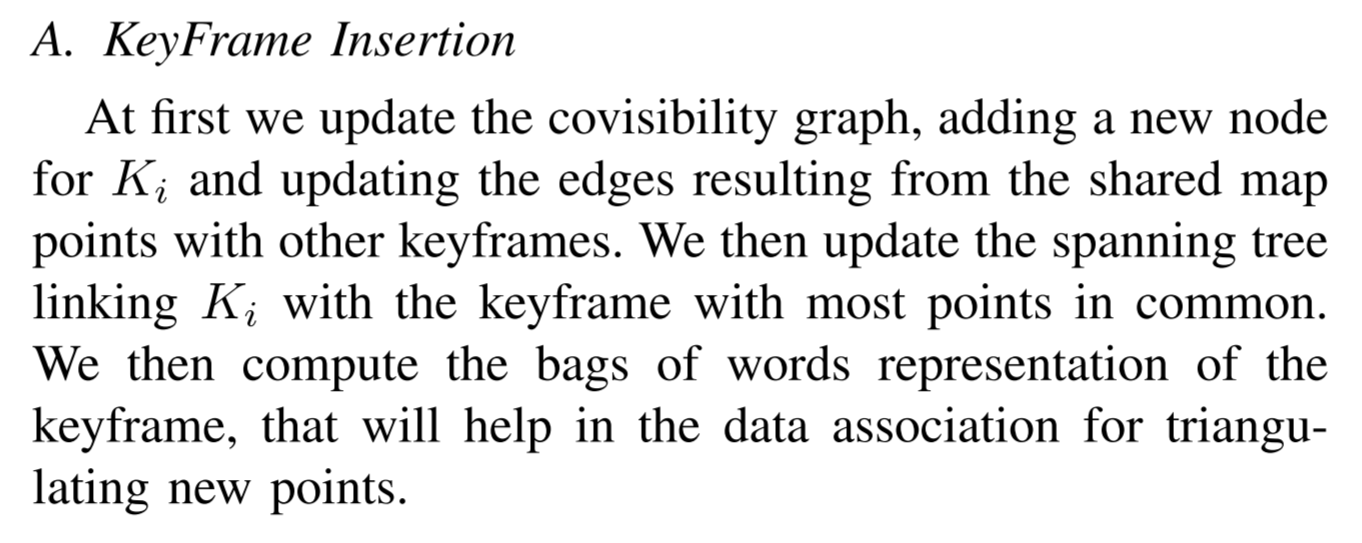 A. KeyFrame Insertion
At first we update the covisibility graph, adding a new node
for K_i and updating the edges resulting from the shared map
points with other keyframes. We then update the spanning tree
linking K_i with the keyframe with most points in common.
We then compute the bags of words representation of the
keyframe, that will help in the data association for triangu-
lating new points.